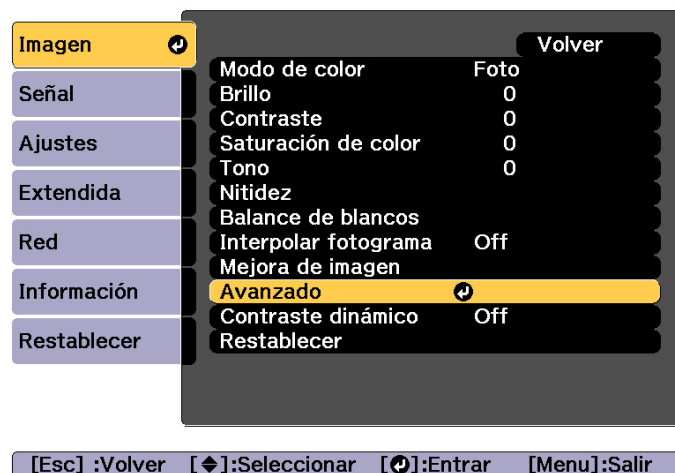 Imagen
Señal
Ajustes
Extendida
Red
Información
Restablecer
Volver
Modo de color Foto
Brillo 0
Contraste 0
Saturación de color 0
Tono 0
Nitidez
Balance de blancos
Interpolar fotograma Off
Mejora de imagen
Avanzado
Contraste dinámico Off
Restablecer
[Esc] :Volver [◆]:Seleccionar [↵]:Entrar [Menu]:Salir